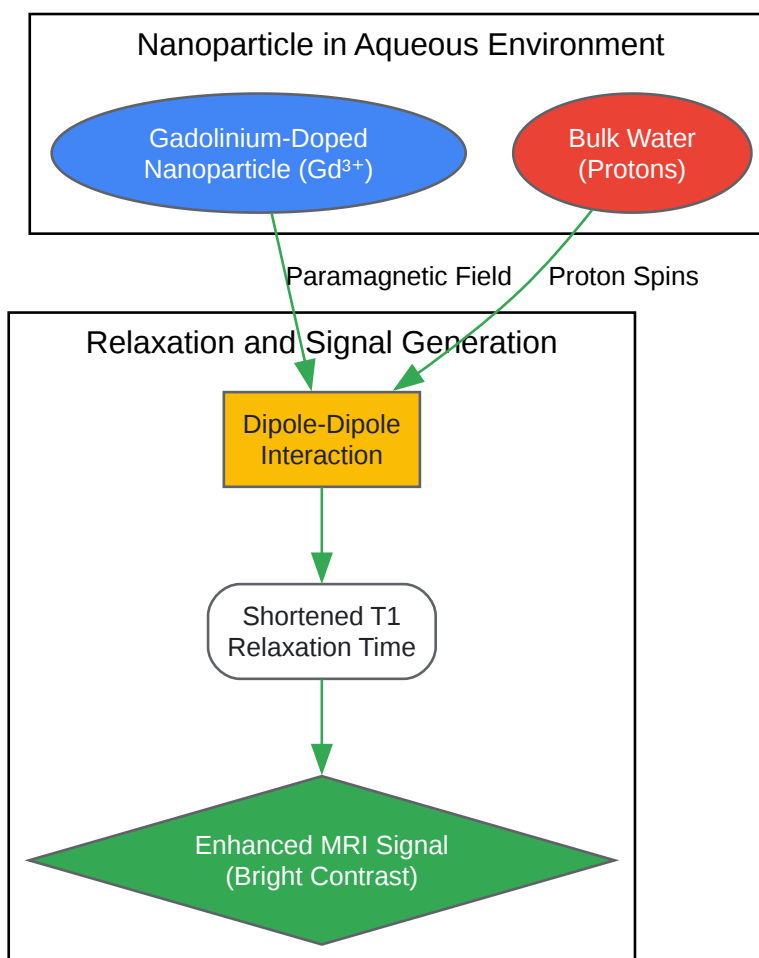 Nanoparticle in Aqueous Environment
Gadolinium-Doped
Nanoparticle (Gd³⁺)
Bulk Water
(Protons)
Paramagnetic Field
Proton Spins
Relaxation and Signal Generation
Dipole-Dipole
Interaction
Shortened T1
Relaxation Time
Enhanced MRI Signal
(Bright Contrast)